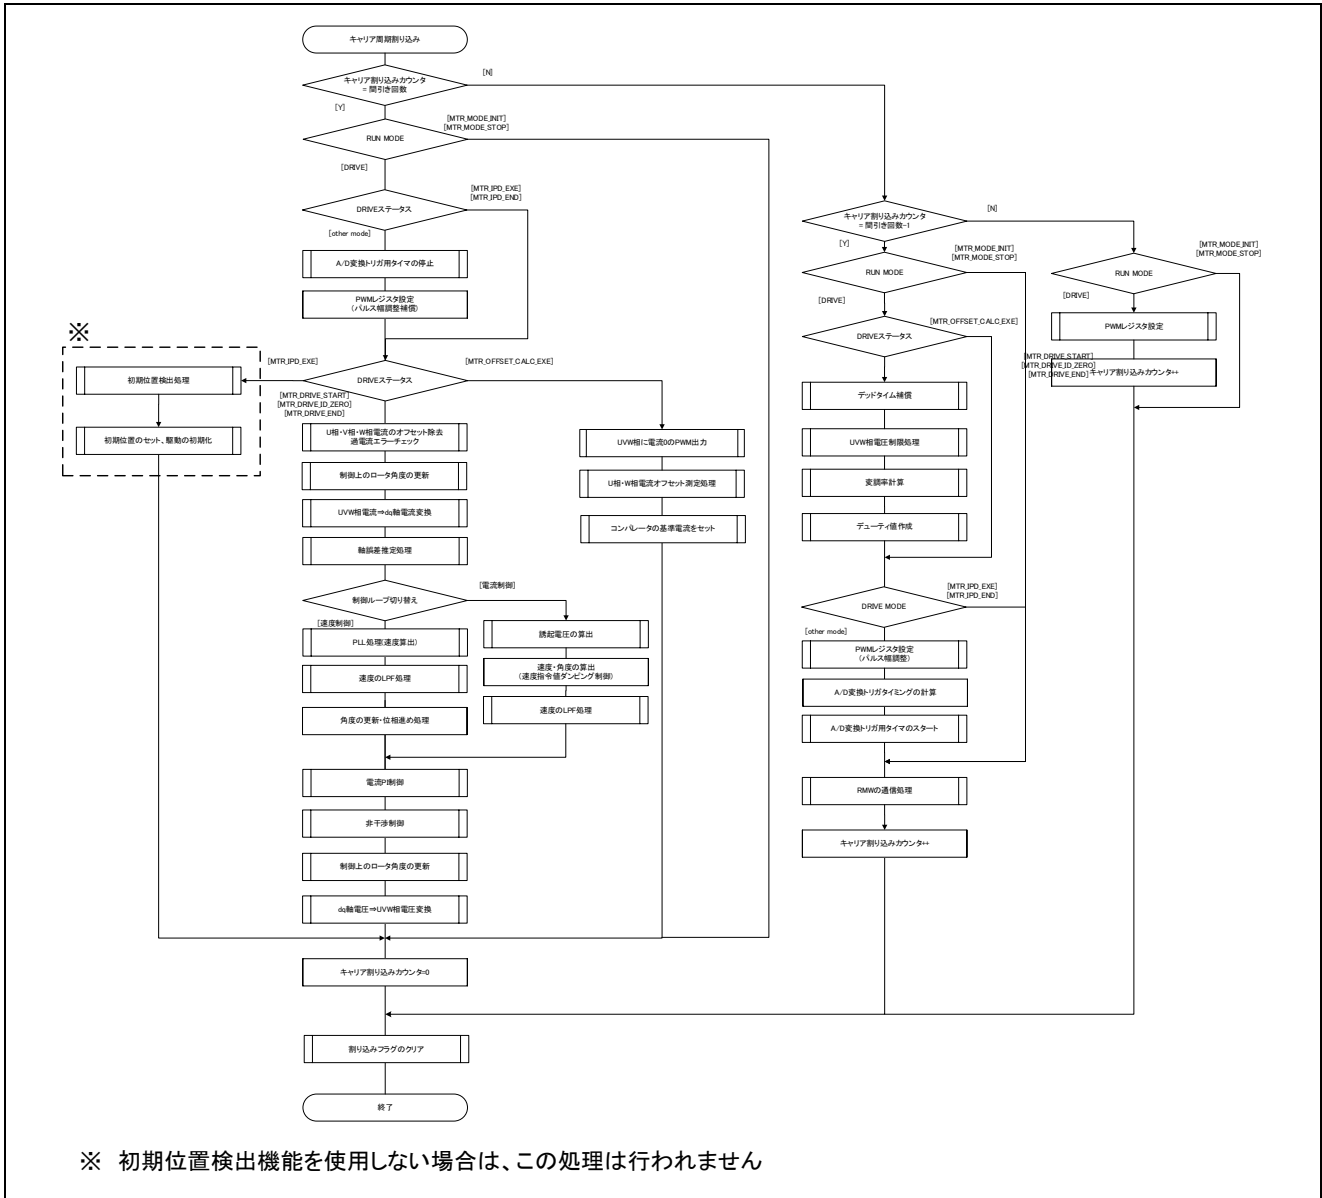 キャリア周期割り込み
キャリア割り込みカウンタ
= 間引き回数
[N]
[Y]
RUN MODE
[MTR_MODE_INIT]
[MTR_MODE_STOP]
[DRIVE]
DRIVEステータス
[MTR_IPD_EXE]
[MTR_IPD_END]
[other mode]
A/D変換トリガ用タイマの停止
PWMレジスタ設定
(パルス幅調整補償)
※
[MTR_IPD_EXE]
DRIVEステータス
[MTR_OFFSET_CALC_EXE]
初期位置検出処理
初期位置のセット、駆動の初期化
[MTR_DRIVE_START]
[MTR_DRIVE_ID_ZERO]
[MTR_DRIVE_END]
U相・V相・W相電流のオフセット除去
過電流エラーチェック
制御上のロータ角度の更新
UVW相電流⇒dq軸電流変換
軸誤差推定処理
UVW相に電流0のPWM出力
U相・W相電流オフセット測定処理
コンパレータの基準電流をセット
制御ループ切り替え
[電流制御]
[速度制御]
PLL処理(速度算出)
速度のLPF処理
角度の更新・位相進め処理
誘起電圧の算出
速度・角度の算出
(速度指令値ダンピング制御)
速度のLPF処理
電流PI制御
非干渉制御
制御上のロータ角度の更新
dq軸電圧⇒UVW相電圧変換
キャリア割り込みカウンタ=0
割り込みフラグのクリア
終了
キャリア割り込みカウンタ
= 間引き回数-1
[N]
[Y]
RUN MODE
[MTR_MODE_INIT]
[MTR_MODE_STOP]
[DRIVE]
DRIVEステータス
[MTR_OFFSET_CALC_EXE]
デッドタイム補償
UVW相電圧制限処理
変調率計算
デューティ値作成
DRIVE MODE
[MTR_IPD_EXE]
[MTR_IPD_END]
[other mode]
PWMレジスタ設定
(パルス幅調整)
A/D変換トリガタイミングの計算
A/D変換トリガ用タイマのスタート
RMWの通信処理
キャリア割り込みカウンタ++
RUN MODE
[MTR_MODE_INIT]
[MTR_MODE_STOP]
[DRIVE]
PWMレジスタ設定
[MTR_DRIVE_START]
[MTR_DRIVE_ID_ZERO]
[MTR_DRIVE_END]
キャリア割り込みカウンタ++
※ 初期位置検出機能を使用しない場合は、この処理は行われません